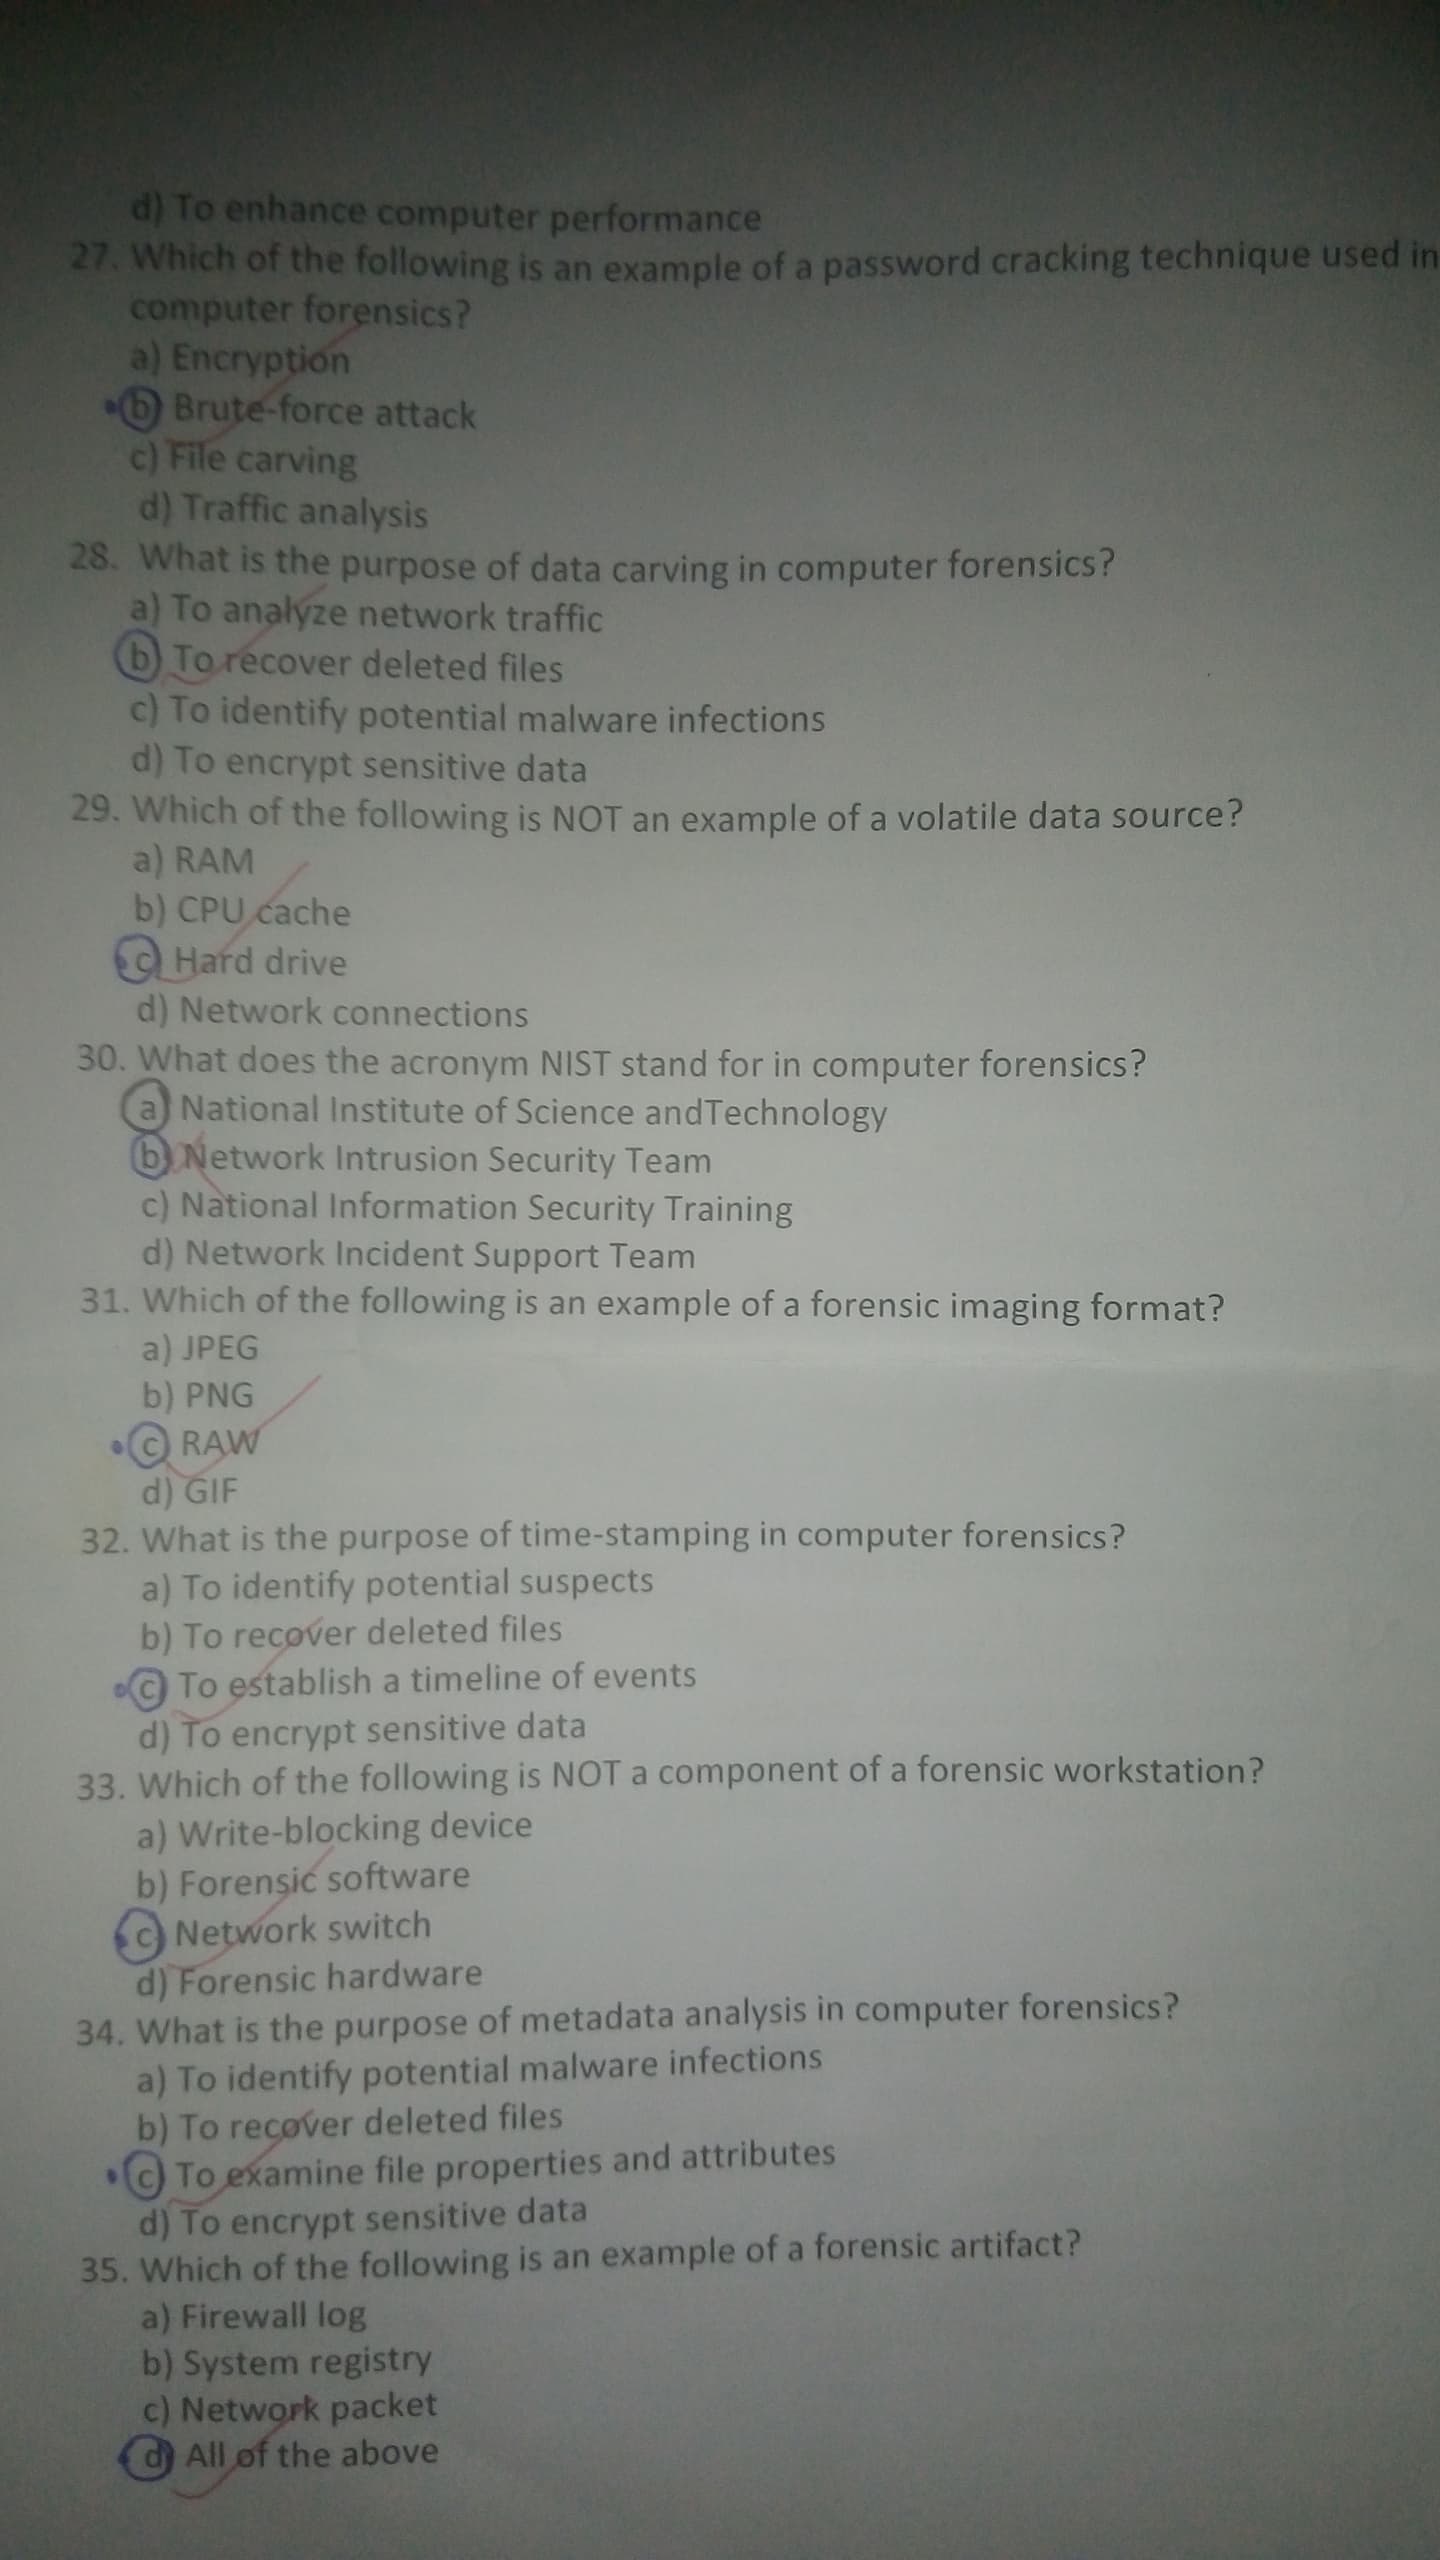 d) To enhance computer performance
27. Which of the following is an example of a password cracking technique used in
computer forensics?
a) Encryption
b) Brute-force attack
c) File carving
d) Traffic analysis
28. What is the purpose of data carving in computer forensics?
a) To analyze network traffic
b) To recover deleted files
c) To identify potential malware infections
d) To encrypt sensitive data
29. Which of the following is NOT an example of a volatile data source?
a) RAM
b) CPU cache
c) Hard drive
d) Network connections
30. What does the acronym NIST stand for in computer forensics?
a) National Institute of Science andTechnology
b) Network Intrusion Security Team
c) National Information Security Training
d) Network Incident Support Team
31. Which of the following is an example of a forensic imaging format?
a) JPEG
b) PNG
c) RAW
d) GIF
32. What is the purpose of time-stamping in computer forensics?
a) To identify potential suspects
b) To recover deleted files
c) To establish a timeline of events
d) To encrypt sensitive data
33. Which of the following is NOT a component of a forensic workstation?
a) Write-blocking device
b) Forensic software
c) Network switch
d) Forensic hardware
34. What is the purpose of metadata analysis in computer forensics?
a) To identify potential malware infections
b) To recover deleted files
c) To examine file properties and attributes
d) To encrypt sensitive data
35. Which of the following is an example of a forensic artifact?
a) Firewall log
b) System registry
c) Network packet
d) All of the above